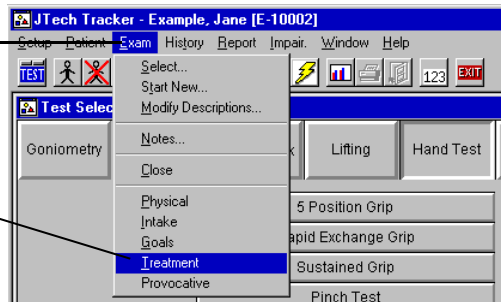 JTech Tracker - Example, Jane [E-10002]
Setup Patient Exam History Report Impair. Window Help
TEST 123 EXIT
Select...
Start New...
Modify Descriptions...
Notes...
Close
Physical
Intake
Goals
Treatment
Provocative
Test Selec
Goniometry
Lifting
Hand Test
5 Position Grip
apid Exchange Grip
Sustained Grip
Pinch Test